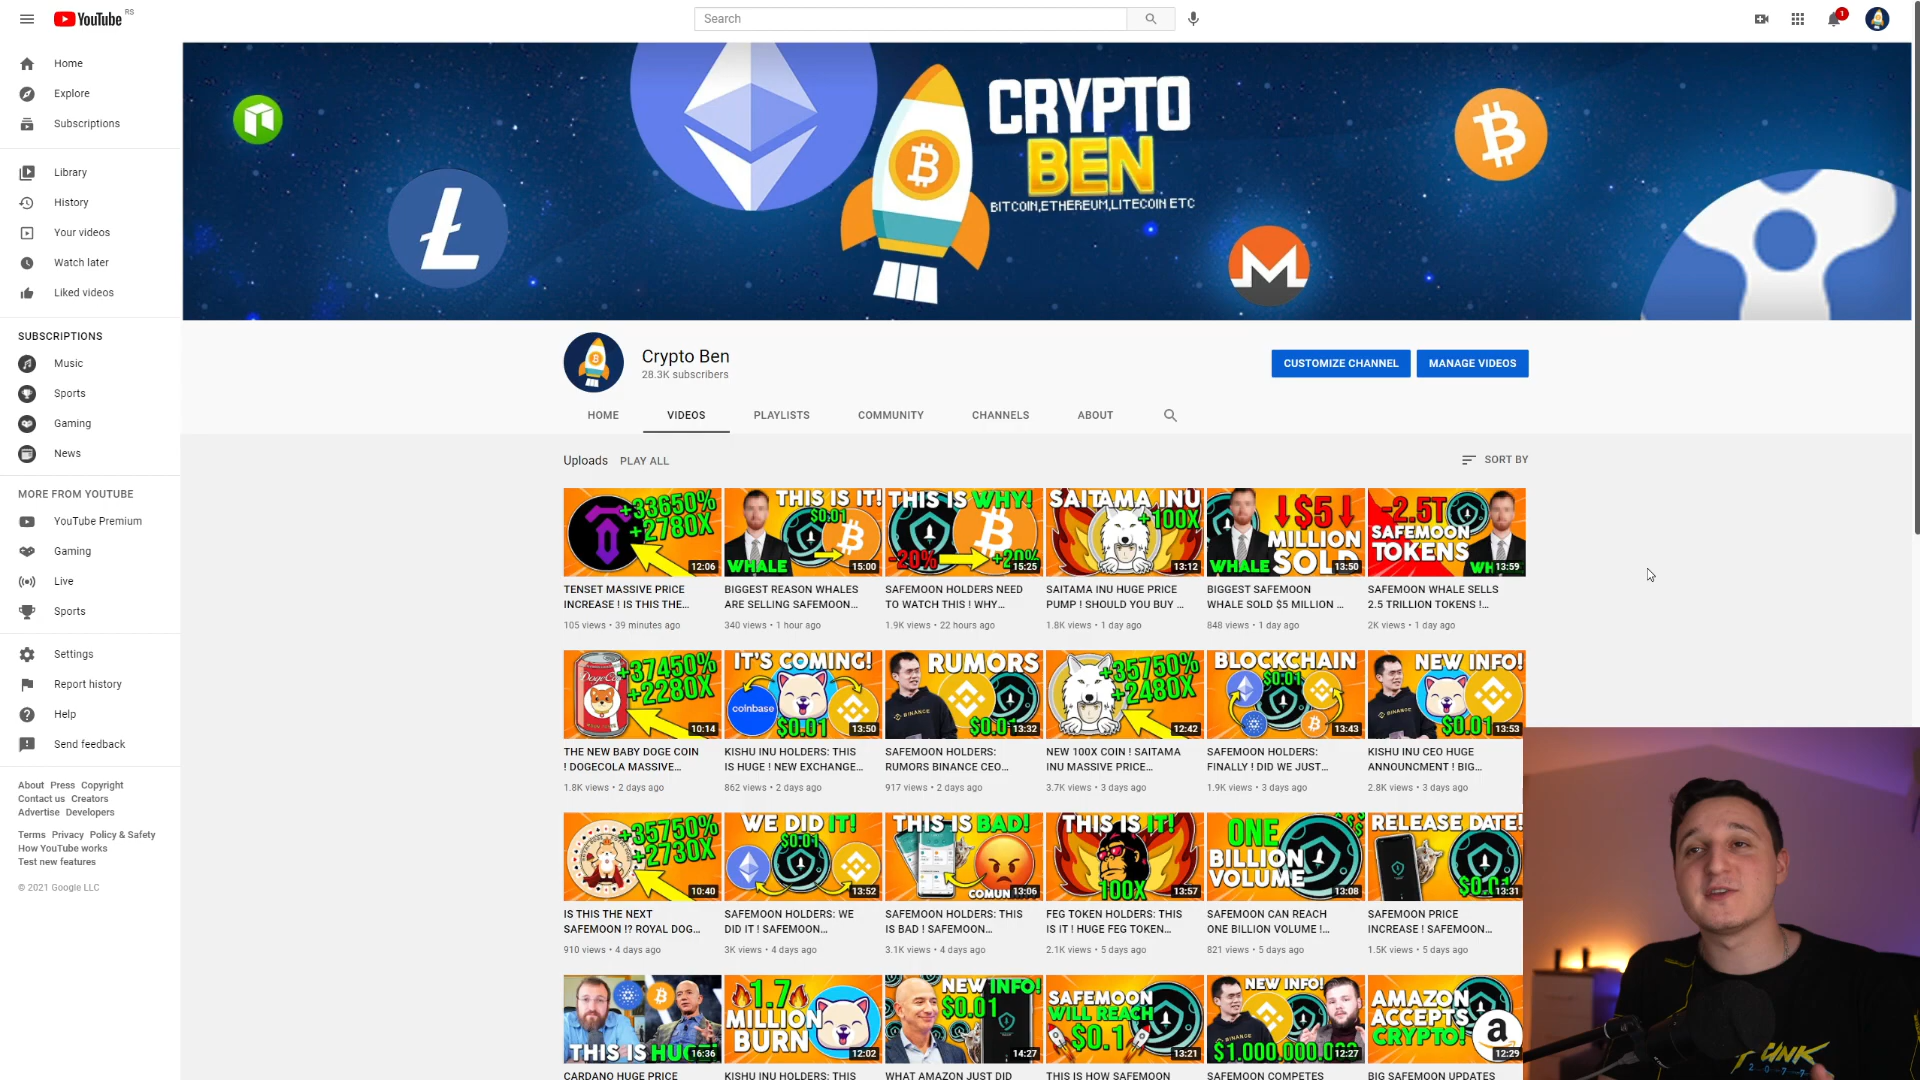 YouTube RS
Search
1
Home
Explore
Subscriptions
Library
History
Your videos
Watch later
Liked videos
SUBSCRIPTIONS
Music
Sports
Gaming
News
MORE FROM YOUTUBE
YouTube Premium
Gaming
Live
Sports
Settings
Report history
Help
Send feedback
About Press Copyright
Contact us Creators
Advertise Developers
Terms Privacy Policy & Safety
How YouTube works
Test new features
© 2021 Google LLC
CRYPTO
BEN
BITCOIN,ETHEREUM,LITECOIN ETC
Crypto Ben
28.3K subscribers
CUSTOMIZE CHANNEL
MANAGE VIDEOS
HOME
VIDEOS
PLAYLISTS
COMMUNITY
CHANNELS
ABOUT
Uploads
PLAY ALL
SORT BY
+33650%
+2780X
12:06
TENSET MASSIVE PRICE
INCREASE ! IS THIS THE...
105 views • 39 minutes ago
THIS IS IT!
$0.01
WHALE
15:00
BIGGEST REASON WHALES
ARE SELLING SAFEMOON...
340 views • 1 hour ago
THIS IS WHY!
-20%
+20%
15:25
SAFEMOON HOLDERS NEED
TO WATCH THIS ! WHY...
1.9K views • 22 hours ago
SAITAMA INU
+100X
13:12
SAITAMA INU HUGE PRICE
PUMP ! SHOULD YOU BUY ...
1.8K views • 1 day ago
$5
MILLION
WHALE SOLD
13:50
BIGGEST SAFEMOON
WHALE SOLD $5 MILLION ...
848 views • 1 day ago
-2.5T
SAFEMOON
TOKENS
13:59
SAFEMOON WHALE SELLS
2.5 TRILLION TOKENS !...
2K views • 1 day ago
+37450%
+2280X
10:14
THE NEW BABY DOGE COIN
! DOGECOLA MASSIVE...
1.8K views • 2 days ago
IT'S COMING!
coinbase
$0.01
13:50
KISHU INU HOLDERS: THIS
IS HUGE ! NEW EXCHANGE...
862 views • 2 days ago
RUMORS
BINANCE
$0.01
13:32
SAFEMOON HOLDERS:
RUMORS BINANCE CEO...
917 views • 2 days ago
+35750%
+2480X
12:42
NEW 100X COIN ! SAITAMA
INU MASSIVE PRICE...
3.7K views • 3 days ago
BLOCKCHAIN
$0.01
13:43
SAFEMOON HOLDERS:
FINALLY ! DID WE JUST...
1.9K views • 3 days ago
NEW INFO!
BINANCE
$0.01
13:53
KISHU INU CEO HUGE
ANNOUNCMENT ! BIG...
2.8K views • 3 days ago
+35750%
+2730X
10:40
IS THIS THE NEXT
SAFEMOON !? ROYAL DOG...
910 views • 4 days ago
WE DID IT!
$0.01
13:52
SAFEMOON HOLDERS: WE
DID IT ! SAFEMOON...
3K views • 4 days ago
THIS IS BAD!
13:06
SAFEMOON HOLDERS: THIS
IS BAD ! SAFEMOON...
3.1K views • 4 days ago
THIS IS IT!
100X
13:57
FEG TOKEN HOLDERS: THIS
IS IT ! HUGE FEG TOKEN...
2.1K views • 5 days ago
ONE
BILLION
VOLUME
$$$
13:08
SAFEMOON CAN REACH
ONE BILLION VOLUME !...
821 views • 5 days ago
RELEASE DATE!
13:31
SAFEMOON PRICE
INCREASE ! SAFEMOON...
1.5K views • 5 days ago
THIS IS HUGE
16:36
CARDANO HUGE PRICE
1.7
MILLION
BURN
12:02
KISHU INU HOLDERS: THIS
NEW INFO!
$0.01
14:27
WHAT AMAZON JUST DID
SAFEMOON
WILL REACH
$0.1
13:21
THIS IS HOW SAFEMOON
NEW INFO!
BINANCE
12:27
SAFEMOON COMPETES
AMAZON
ACCEPTS
CRYPTO!
a
12:29
BIG SAFEMOON UPDATES
2077